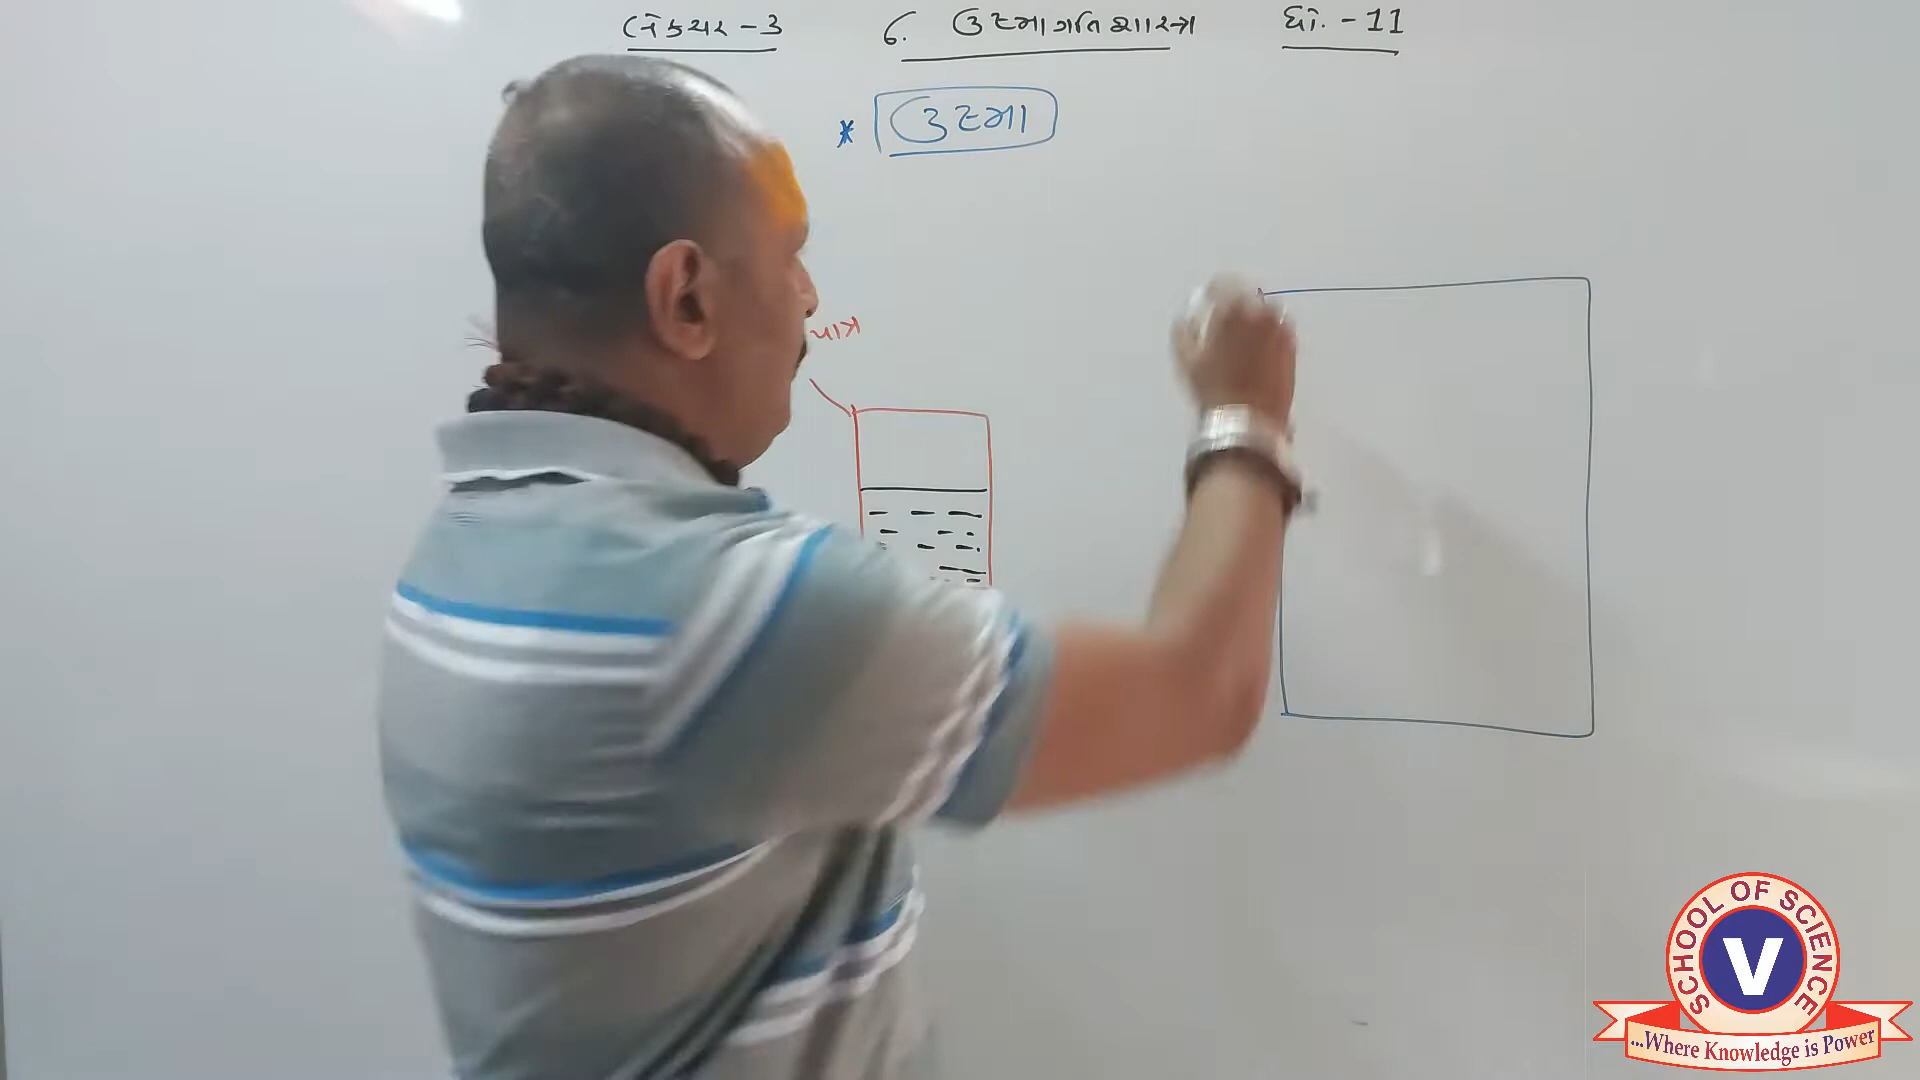 લેક્ચર - 3 6. ઉષ્માગતિશાસ્ત્ર ધો. - 11
* ઉષ્મા
SCHOOL OF SCIENCE
V
...Where Knowledge is Power